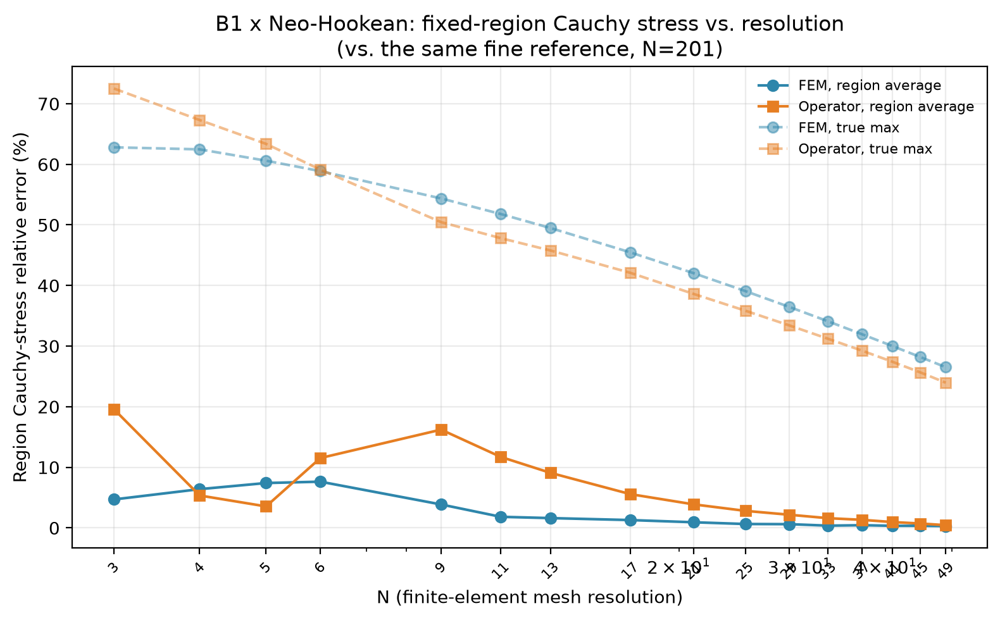 B1 x Neo-Hookean: fixed-region Cauchy stress vs. resolution
(vs. the same fine reference, N=201)
FEM, region average
Operator, region average
FEM, true max
Operator, true max
Region Cauchy-stress relative error (%)
70
60
50
40
30
20
10
0
3 4 5 6 9 11 13 17 25 33 45 49
2 × 10¹ 3 × 10¹ 4 × 10¹
N (finite-element mesh resolution)